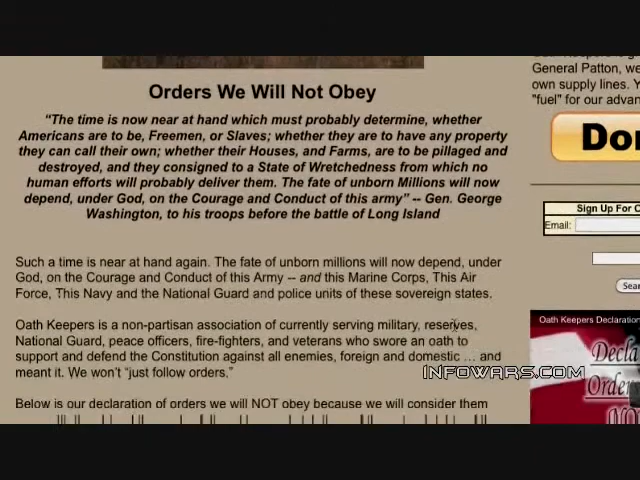 Orders We Will Not Obey
“The time is now near at hand which must probably determine, whether
Americans are to be, Freemen, or Slaves; whether they are to have any property
they can call their own; whether their Houses, and Farms, are to be pillaged and
destroyed, and they consigned to a State of Wretchedness from which no
human efforts will probably deliver them. The fate of unborn Millions will now
depend, under God, on the Courage and Conduct of this army” -- Gen. George
Washington, to his troops before the battle of Long Island
Such a time is near at hand again. The fate of unborn millions will now depend, under
God, on the Courage and Conduct of this Army -- and this Marine Corps, This Air
Force, This Navy and the National Guard and police units of these sovereign states.
Oath Keepers is a non-partisan association of currently serving military, reserves,
National Guard, peace officers, fire-fighters, and veterans who swore an oath to
support and defend the Constitution against all enemies, foreign and domestic ... and
meant it. We won’t “just follow orders.”
Below is our declaration of orders we will NOT obey because we will consider them
General Patton, we
own supply lines. Y
"fuel" for our advan
Don
Sign Up For C
Email:
Sear
Oath Keepers Declaration
Decla
Order
NO
INFOWARS.COM